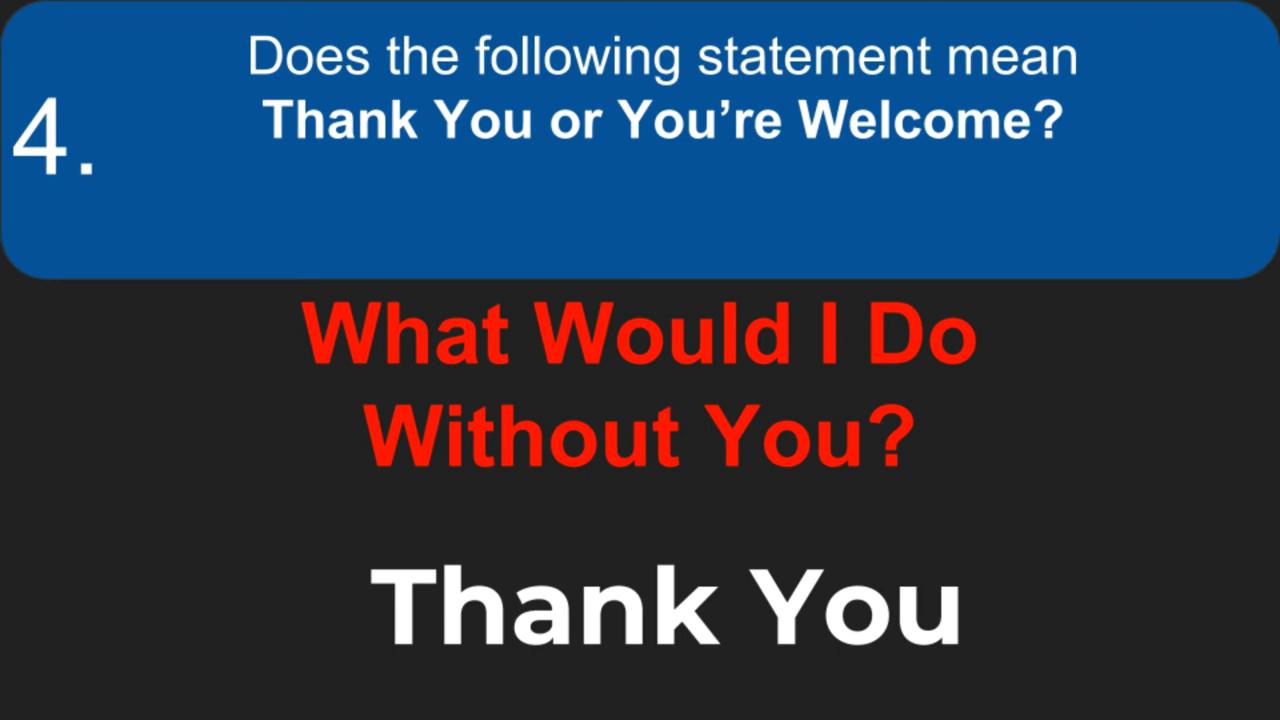 Does the following statement mean
Thank You or You’re Welcome?
4.
What Would I Do
Without You?
Thank You